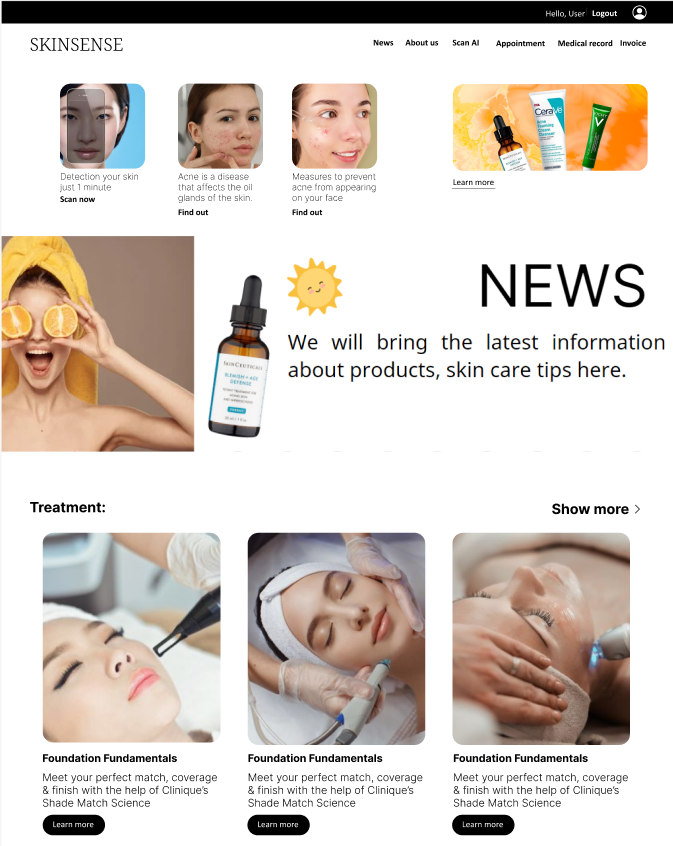 Hello, User Logout
SKINSENSE
News About us Scan AI Appointment Medical record Invoice
Detection your skin
just 1 minute
Scan now
Acne is a disease
that affects the oil
glands of the skin.
Find out
Measures to prevent
acne from appearing
on your face
Find out
CeraVe
Acne
Foaming
Cream
Cleanser
VICHY
Learn more
SKINCEUTICALS
BLEMISH + AGE
DEFENSE
NEWS
We will bring the latest information
about products, skin care tips here.
Treatment:
Show more
Foundation Fundamentals
Meet your perfect match, coverage
& finish with the help of Clinique's
Shade Match Science
Learn more
Foundation Fundamentals
Meet your perfect match, coverage
& finish with the help of Clinique's
Shade Match Science
Learn more
Foundation Fundamentals
Meet your perfect match, coverage
& finish with the help of Clinique's
Shade Match Science
Learn more